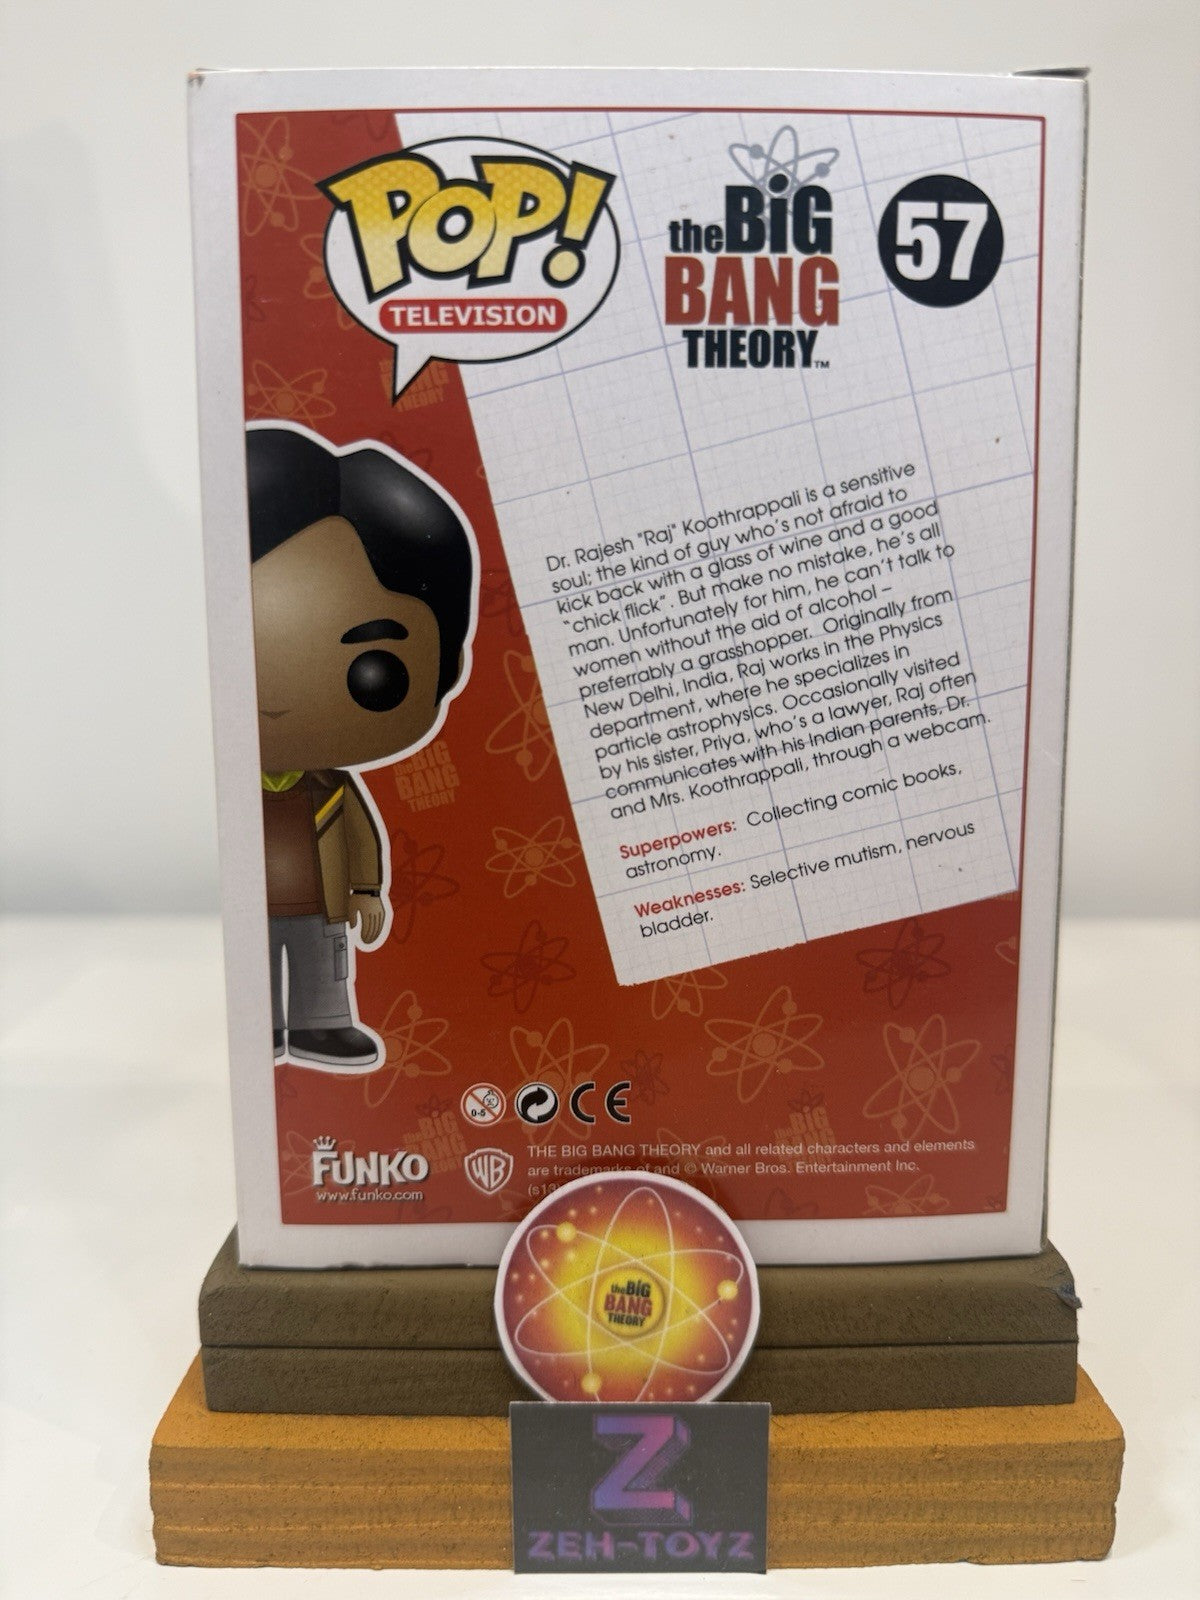 POP!
TELEVISION
the BiG
BANG
THEORY™
57
Dr. Rajesh "Raj" Koothrappali is a sensitive
soul; the kind of guy who's not afraid to
kick back with a glass of wine and a good
"chick flick". But make no mistake, he's all
man. Unfortunately for him, he can't talk to
women without the aid of alcohol –
preferrably a grasshopper. Originally from
New Delhi, India, Raj works in the Physics
department, where he specializes in
particle astrophysics. Occasionally visited
by his sister, Priya, who's a lawyer, Raj often
communicates with his Indian parents, Dr.
and Mrs. Koothrappali, through a webcam.
Superpowers: Collecting comic books,
astronomy.
Weaknesses: Selective mutism, nervous
bladder.
0-5
CE
FUNKO
www.funko.com
WB
THE BIG BANG THEORY and all related characters and elements
are trademarks of and © Warner Bros. Entertainment Inc.
(s13)
the BiG
BANG
THEORY
Z
ZEH-TOYZ